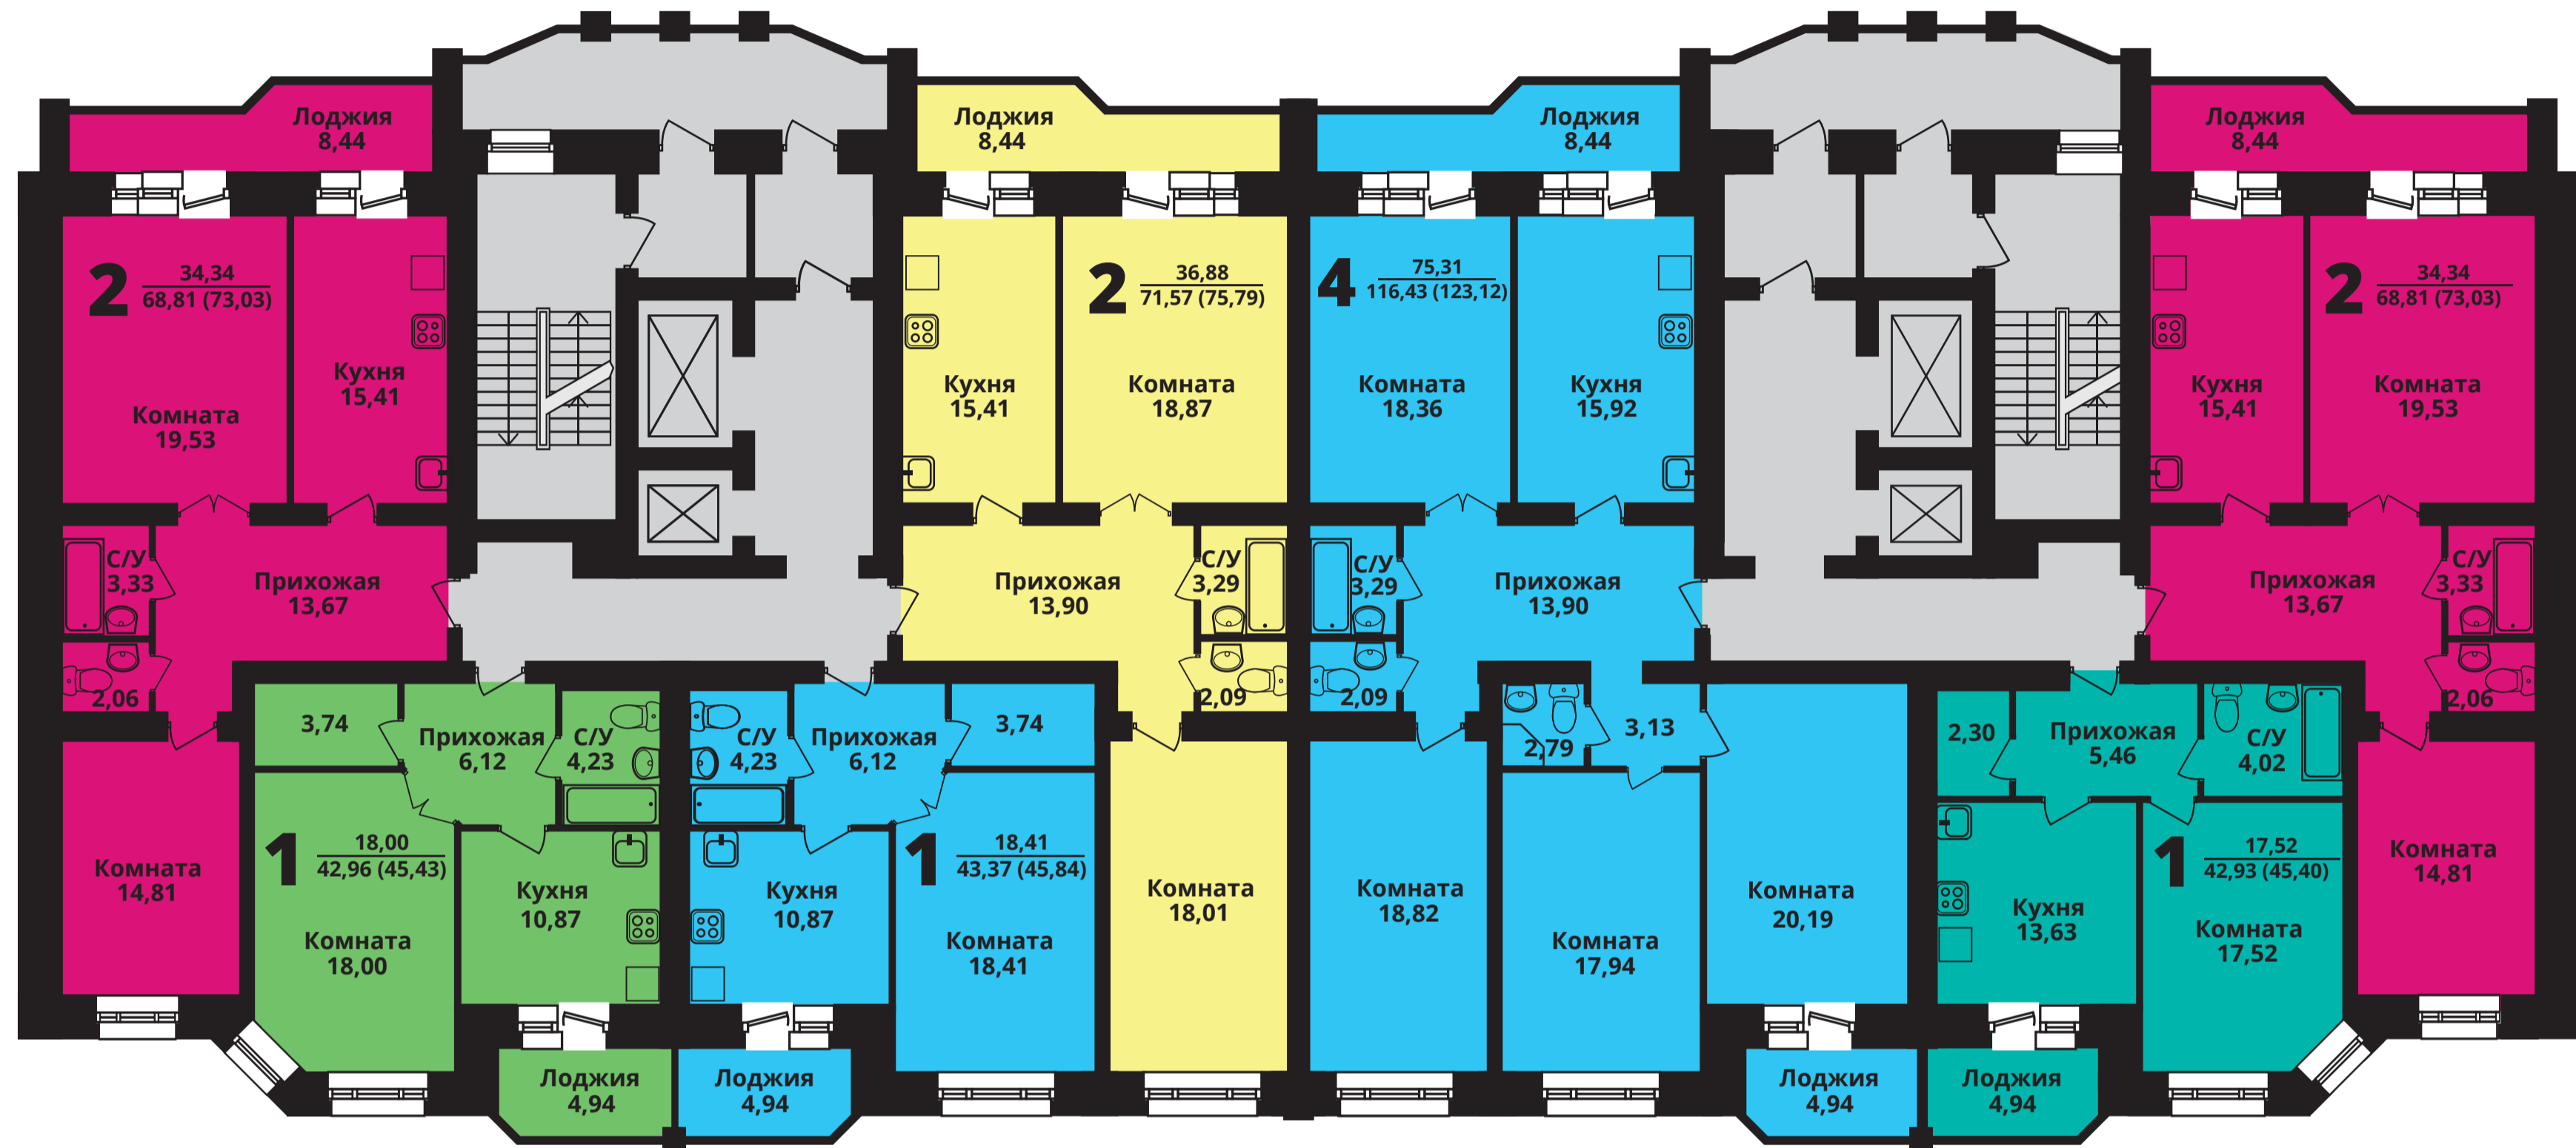 Лоджия
8,44
2
34,34
68,81 (73,03)
Комната
19,53
Кухня
15,41
С/У
3,33
Прихожая
13,67
2,06
Комната
14,81
3,74
Прихожая
6,12
С/У
4,23
1
18,00
42,96 (45,43)
Комната
18,00
Кухня
10,87
Лоджия
4,94
С/У
4,23
Прихожая
6,12
3,74
Кухня
10,87
1
18,41
43,37 (45,84)
Комната
18,41
Лоджия
4,94
Лоджия
8,44
2
36,88
71,57 (75,79)
Кухня
15,41
Комната
18,87
Прихожая
13,90
С/У
3,29
2,09
Комната
18,01
Лоджия
8,44
4
75,31
116,43 (123,12)
Комната
18,36
Кухня
15,92
С/У
3,29
Прихожая
13,90
2,09
2,79
3,13
Комната
18,82
Комната
17,94
Комната
20,19
Лоджия
4,94
2,30
Прихожая
5,46
С/У
4,02
Кухня
13,63
1
17,52
42,93 (45,40)
Комната
17,52
Лоджия
4,94
Лоджия
8,44
2
34,34
68,81 (73,03)
Кухня
15,41
Комната
19,53
Прихожая
13,67
С/У
3,33
2,06
Комната
14,81